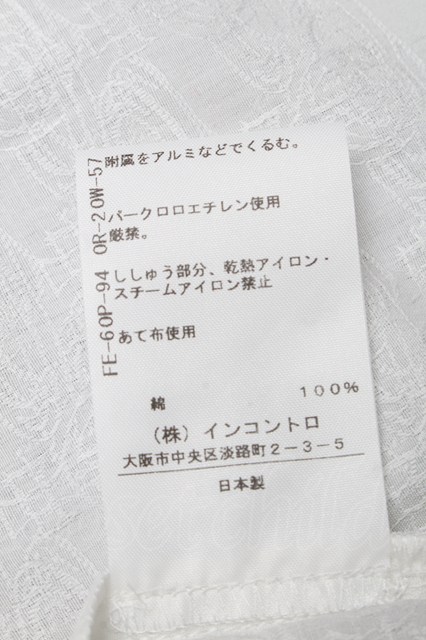 附属をアルミなどでくるむ。
パークロロエチレン使用
厳禁。
ししゅう部分、乾熱アイロン・
スチームアイロン禁止
あて布使用
綿 100%
(株)インコントロ
大阪市中央区淡路町2-3-5
日本製
FE-60P-94 OR-20W-57